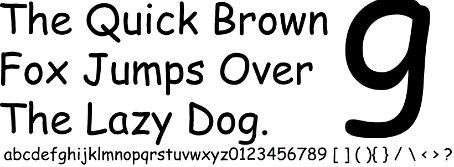 The Quick Brown
Fox Jumps Over
The Lazy Dog.
g
abcdefghijklmnopqrstuvwxyz0123456789 [ ] ( ){ } / \ < > ?